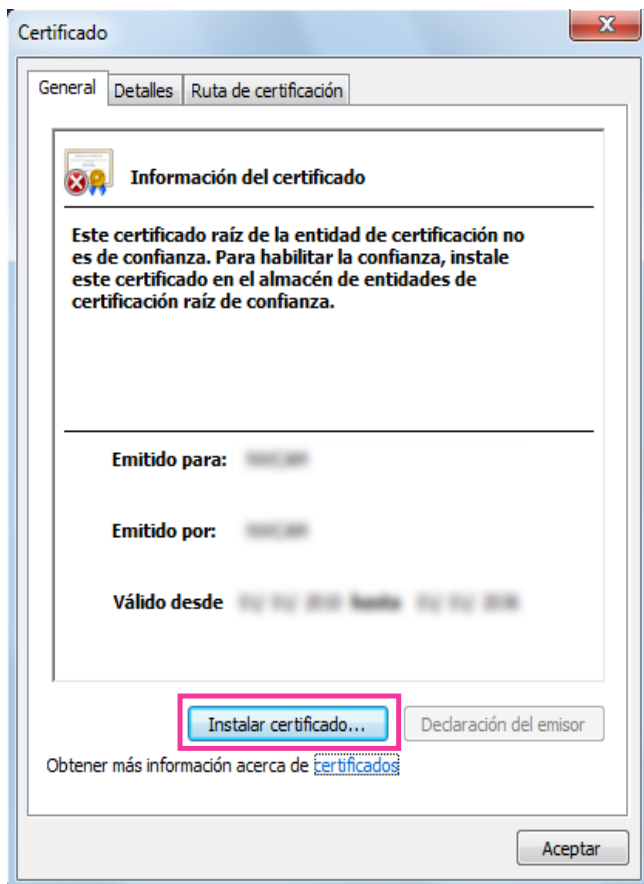 Certificado
General Detalles Ruta de certificación
Información del certificado
Este certificado raíz de la entidad de certificación no
es de confianza. Para habilitar la confianza, instale
este certificado en el almacén de entidades de
certificación raíz de confianza.
Emitido para:
Emitido por:
Válido desde hasta
Instalar certificado... Declaración del emisor
Obtener más información acerca de certificados
Aceptar